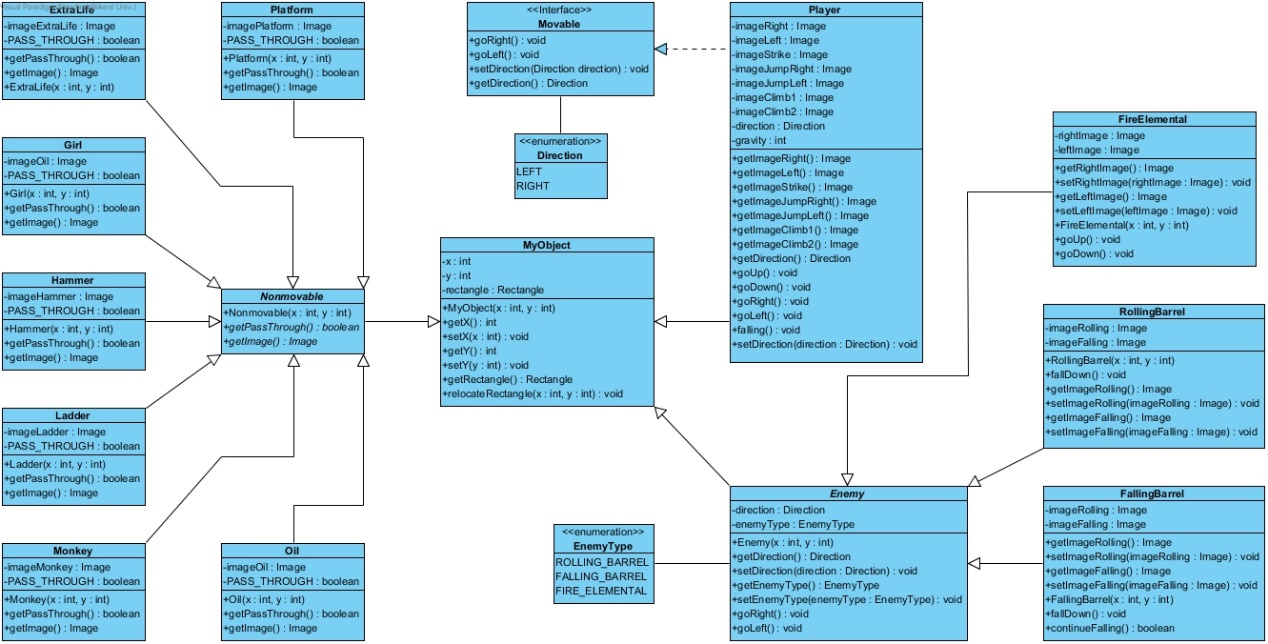 Visual Paradigm
Bilkent Univ.)
ExtraLife
-imageExtraLife : Image
-PASS_THROUGH : boolean
+getPassThrough() : boolean
+getImage() : Image
+ExtraLife(x : int, y : int)
Platform
-imagePlatform : Image
-PASS_THROUGH : boolean
+Platform(x : int, y : int)
+getPassThrough() : boolean
+getImage() : Image
<<Interface>>
Movable
+goRight() : void
+goLeft() : void
+setDirection(Direction direction) : void
+getDirection() : Direction
Player
-imageRight : Image
-imageLeft : Image
-imageStrike : Image
-imageJumpRight : Image
-imageJumpLeft : Image
-imageClimb1 : Image
-imageClimb2 : Image
-direction : Direction
-gravity : int
+getImageRight() : Image
+getImageLeft() : Image
+getImageStrike() : Image
+getImageJumpRight() : Image
+getImageJumpLeft() : Image
+getImageClimb1() : Image
+getImageClimb2() : Image
+getDirection() : Direction
+goUp() : void
+goDown() : void
+goRight() : void
+goLeft() : void
+falling() : void
+setDirection(direction : Direction) : void
<<enumeration>>
Direction
LEFT
RIGHT
FireElemental
-rightImage : Image
-leftImage : Image
+getRightImage() : Image
+setRightImage(rightImage : Image) : void
+getLeftImage() : Image
+setLeftImage(leftImage : Image) : void
+FireElemental(x : int, y : int)
+goUp() : void
+goDown() : void
Girl
-imageOil : Image
-PASS_THROUGH : boolean
+Girl(x : int, y : int)
+getPassThrough() : boolean
+getImage() : Image
MyObject
-x : int
-y : int
-rectangle : Rectangle
+MyObject(x : int, y : int)
+getX() : int
+setX(x : int) : void
+getY() : int
+setY(y : int) : void
+getRectangle() : Rectangle
+relocateRectangle(x : int, y : int) : void
Hammer
-imageHammer : Image
-PASS_THROUGH : boolean
+Hammer(x : int, y : int)
+getPassThrough() : boolean
+getImage() : Image
Nonmovable
+Nonmovable(x : int, y : int)
+getPassThrough() : boolean
+getImage() : Image
RollingBarrel
-imageRolling : Image
-imageFalling : Image
+RollingBarrel(x : int, y : int)
+fallDown() : void
+getImageRolling() : Image
+setImageRolling(imageRolling : Image) : void
+getImageFalling() : Image
+setImageFalling(imageFalling : Image) : void
Ladder
-imageLadder : Image
-PASS_THROUGH : boolean
+Ladder(x : int, y : int)
+getPassThrough() : boolean
+getImage() : Image
Monkey
-imageMonkey : Image
-PASS_THROUGH : boolean
+Monkey(x : int, y : int)
+getPassThrough() : boolean
+getImage() : Image
Oil
-imageOil : Image
-PASS_THROUGH : boolean
+Oil(x : int, y : int)
+getPassThrough() : boolean
+getImage() : Image
<<enumeration>>
EnemyType
ROLLING_BARREL
FALLING_BARREL
FIRE_ELEMENTAL
Enemy
-direction : Direction
-enemyType : EnemyType
+Enemy(x : int, y : int)
+getDirection() : Direction
+setDirection(direction : Direction) : void
+getEnemyType() : EnemyType
+setEnemyType(enemyType : EnemyType) : void
+goRight() : void
+goLeft() : void
FallingBarrel
-imageRolling : Image
-imageFalling : Image
+getImageRolling() : Image
+setImageRolling(imageRolling : Image) : void
+getImageFalling() : Image
+setImageFalling(imageFalling : Image) : void
+FallingBarrel(x : int, y : int)
+fallDown() : void
+continueFalling() : boolean